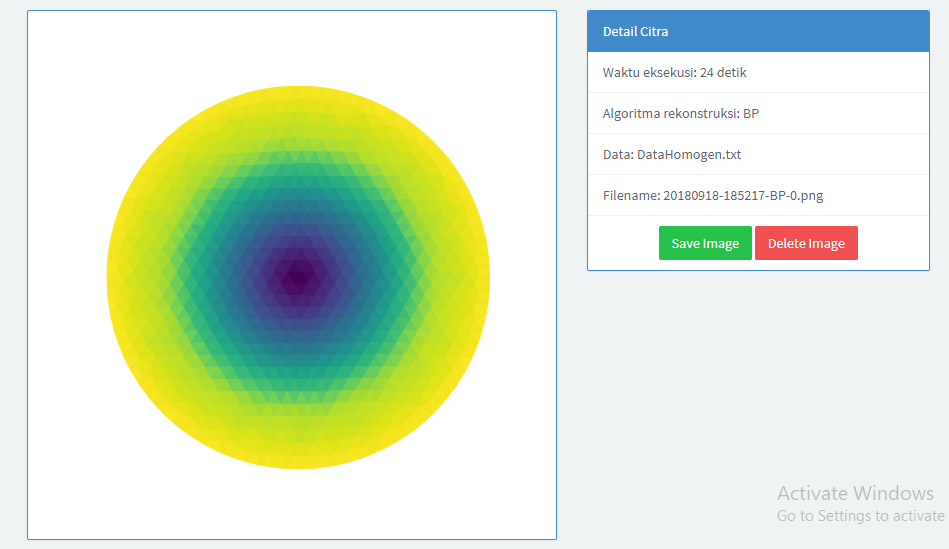 Detail Citra
Waktu eksekusi: 24 detik
Algoritma rekonstruksi: BP
Data: DataHomogen.txt
Filename: 20180918-185217-BP-0.png
Save Image Delete Image
Activate Windows
Go to Settings to activate